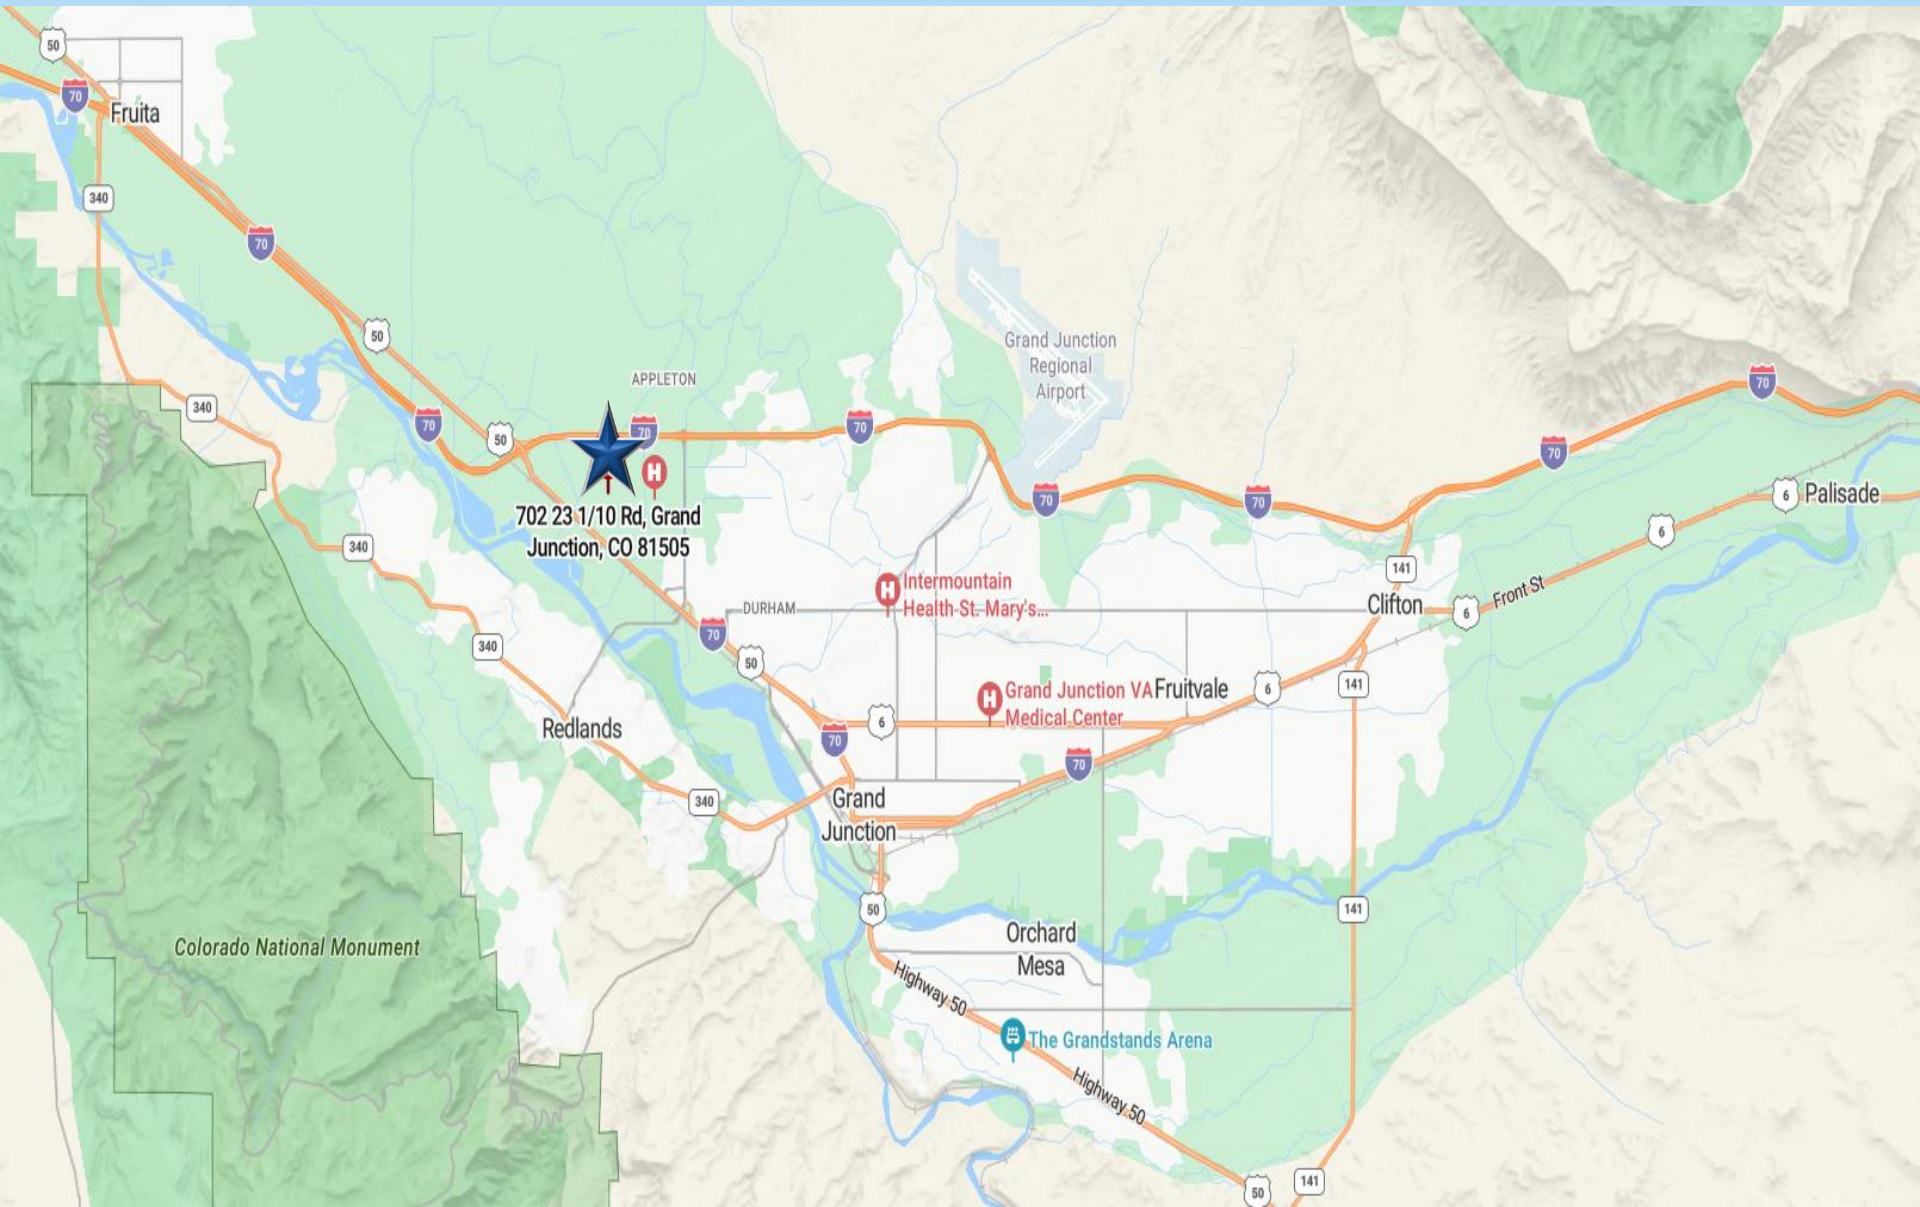 50
70
Fruita
340
70
50
Grand Junction
Regional
Airport
APPLETON
70
340
70
50
70
70
H
70
70
70
6
Palisade
702 23 1/10 Rd, Grand
Junction, CO 81505
6
340
141
H
Intermountain
Health St. Mary's...
Front St
DURHAM
Clifton
6
70
340
50
H
Grand Junction VA
Medical Center
Fruitvale
6
141
Redlands
6
70
70
340
Grand
Junction
50
141
Orchard
Mesa
Colorado National Monument
Highway 50
The Grandstands Arena
Highway 50
50
141